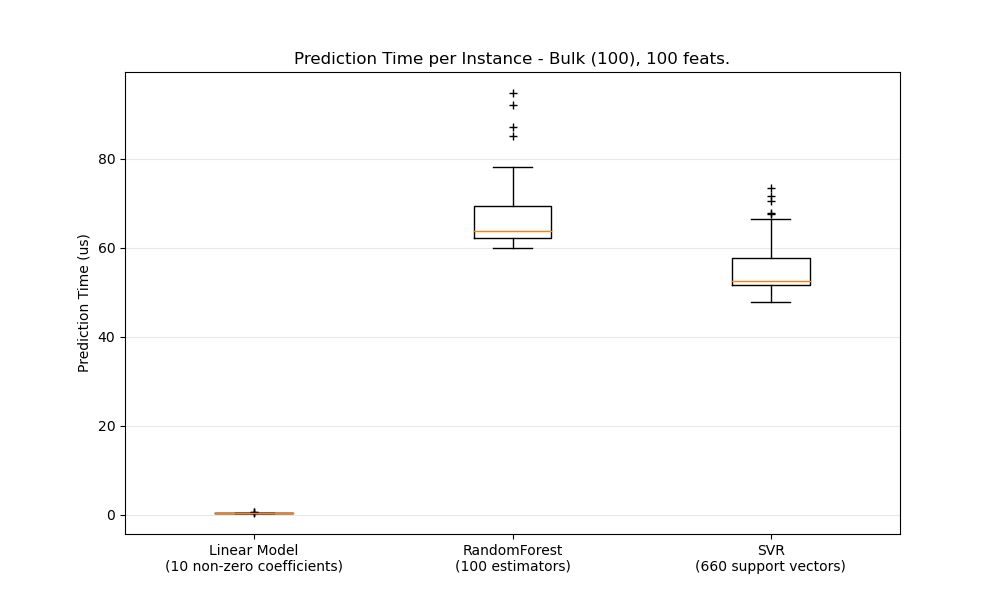 Prediction Time per Instance - Bulk (100), 100 feats.
Prediction Time (us)
80
60
40
20
0
Linear Model
(10 non-zero coefficients)
RandomForest
(100 estimators)
SVR
(660 support vectors)